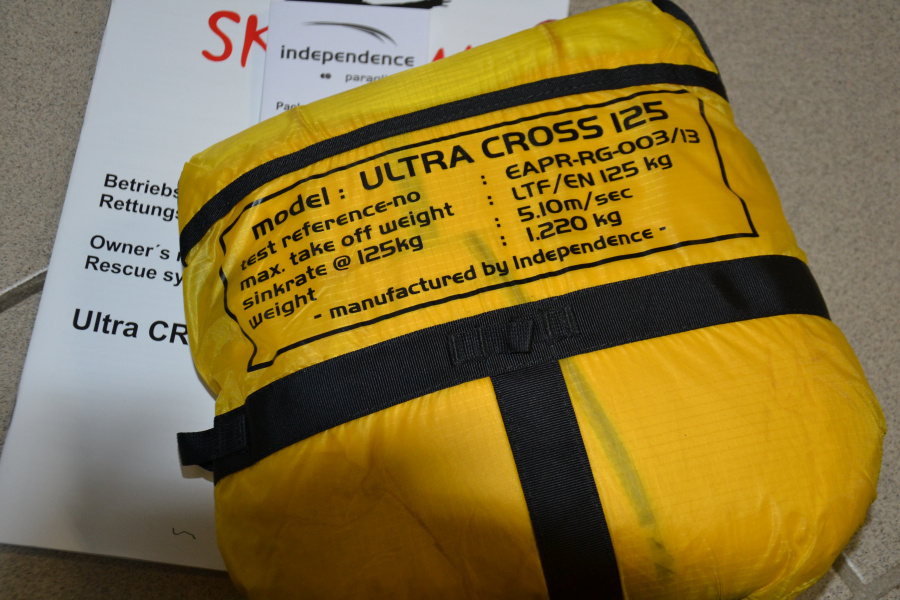 SK
independence
Betriebs
Rettungs
Owner´s
Rescue sy
Ultra CR
model : ULTRA CROSS 125
test reference-no : EAPR-RG-003/13
max. take off weight : LTF/EN 125 kg
sinkrate @ 125kg : 5.10m/sec
weight : 1.220 kg
- manufactured by Independence -